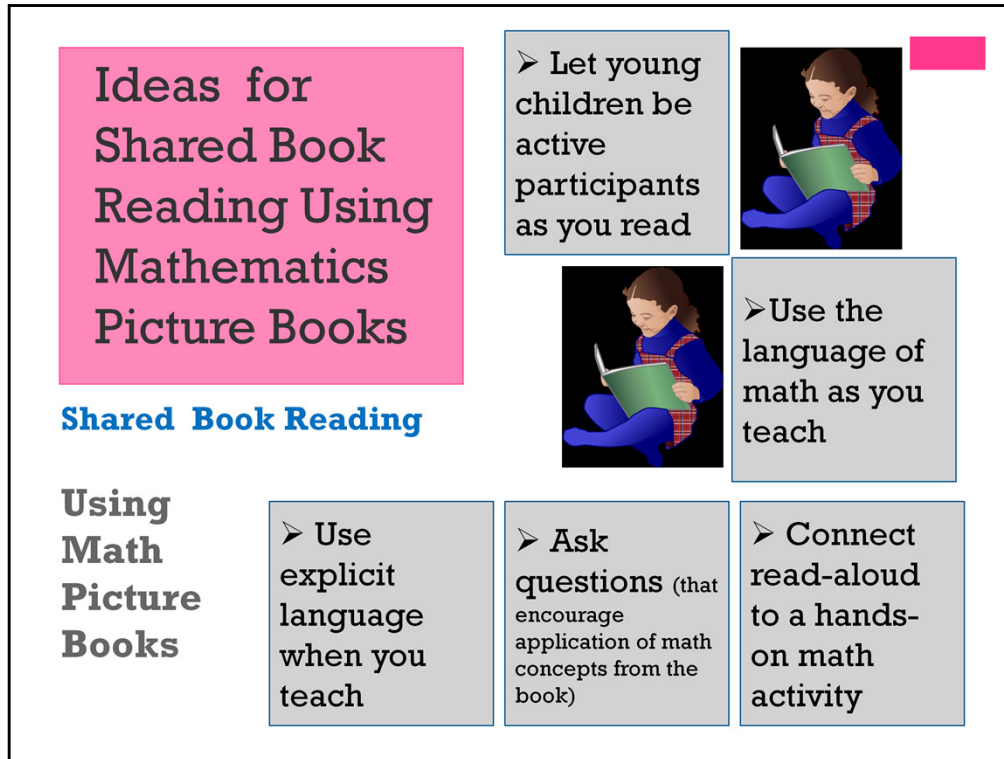 Ideas for
Shared Book
Reading Using
Mathematics
Picture Books
Shared Book Reading
Using
Math
Picture
Books
➢ Let young
children be
active
participants
as you read
➢Use the
language of
math as you
teach
➢ Use
explicit
language
when you
teach
➢ Ask
questions (that
encourage
application of math
concepts from the
book)
➢ Connect
read-aloud
to a hands-
on math
activity